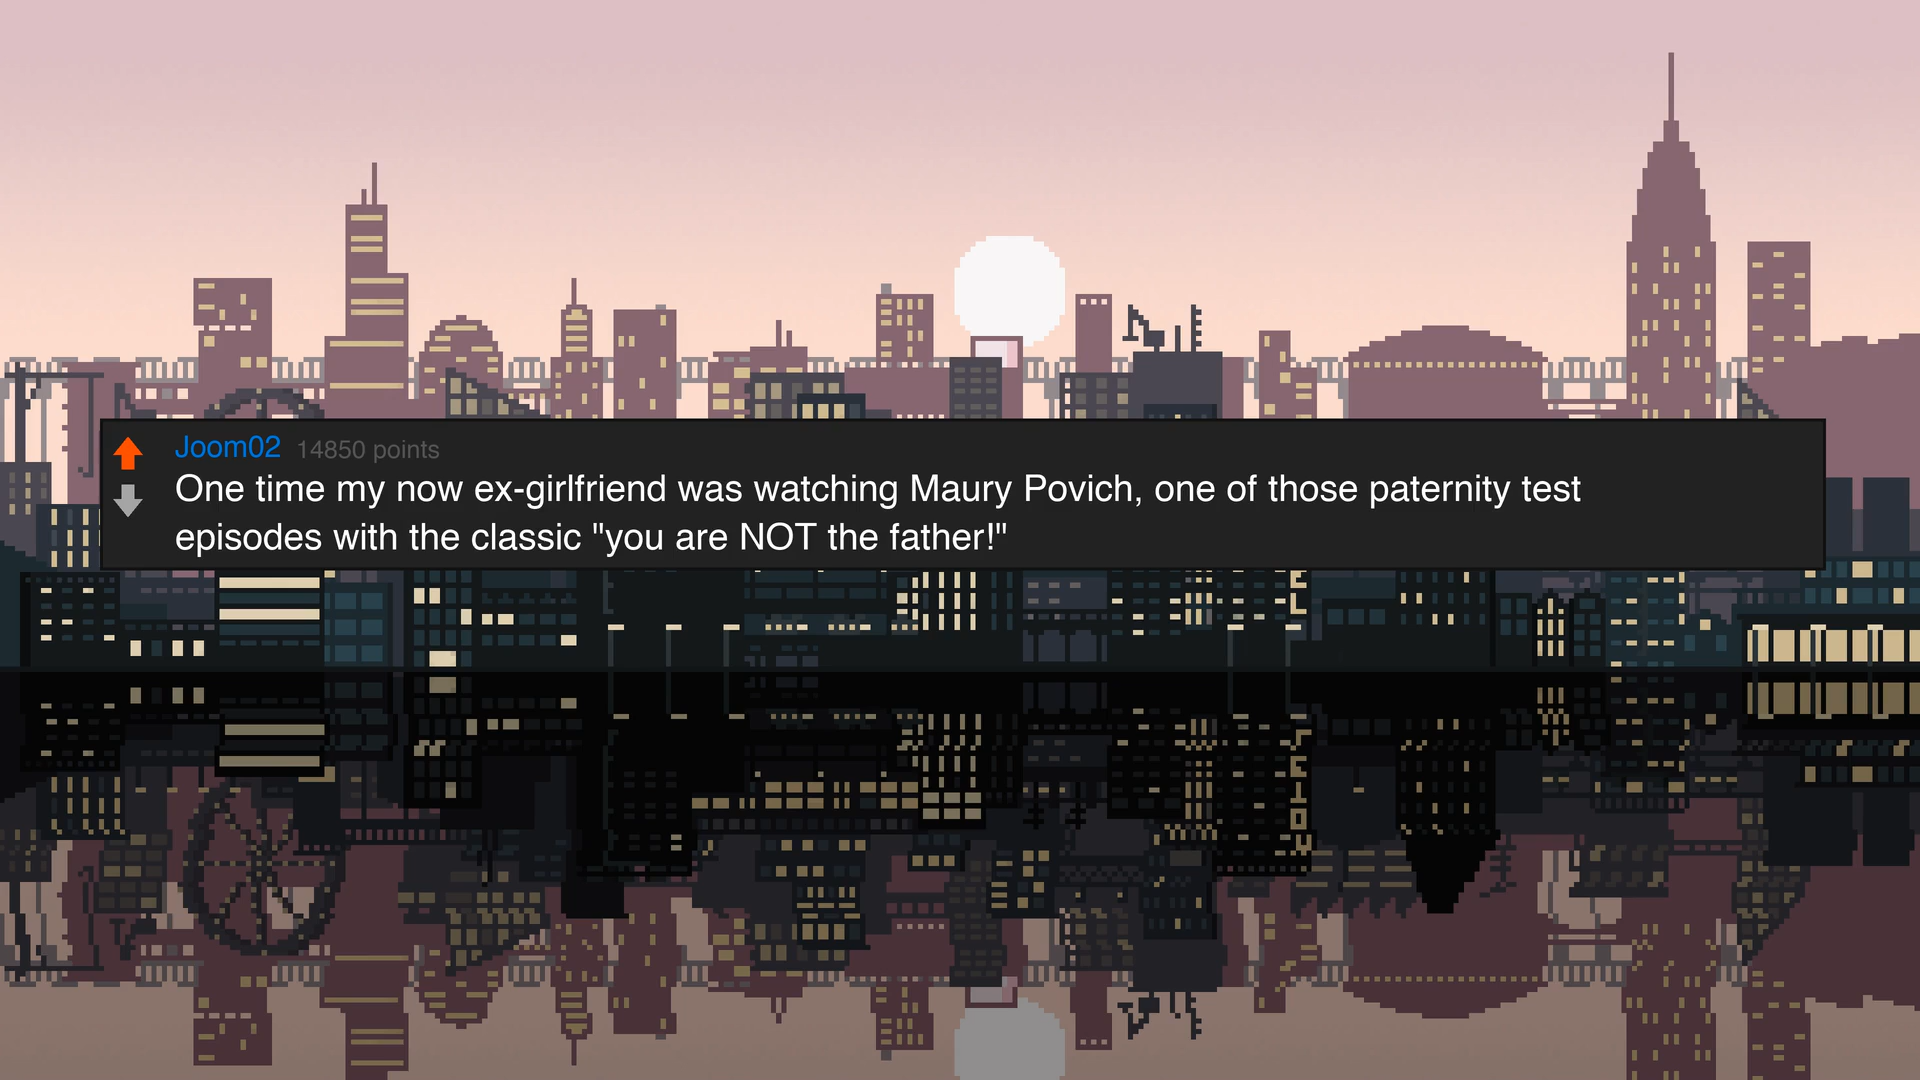 Joom02 14850 points
One time my now ex-girlfriend was watching Maury Povich, one of those paternity test
episodes with the classic "you are NOT the father!"